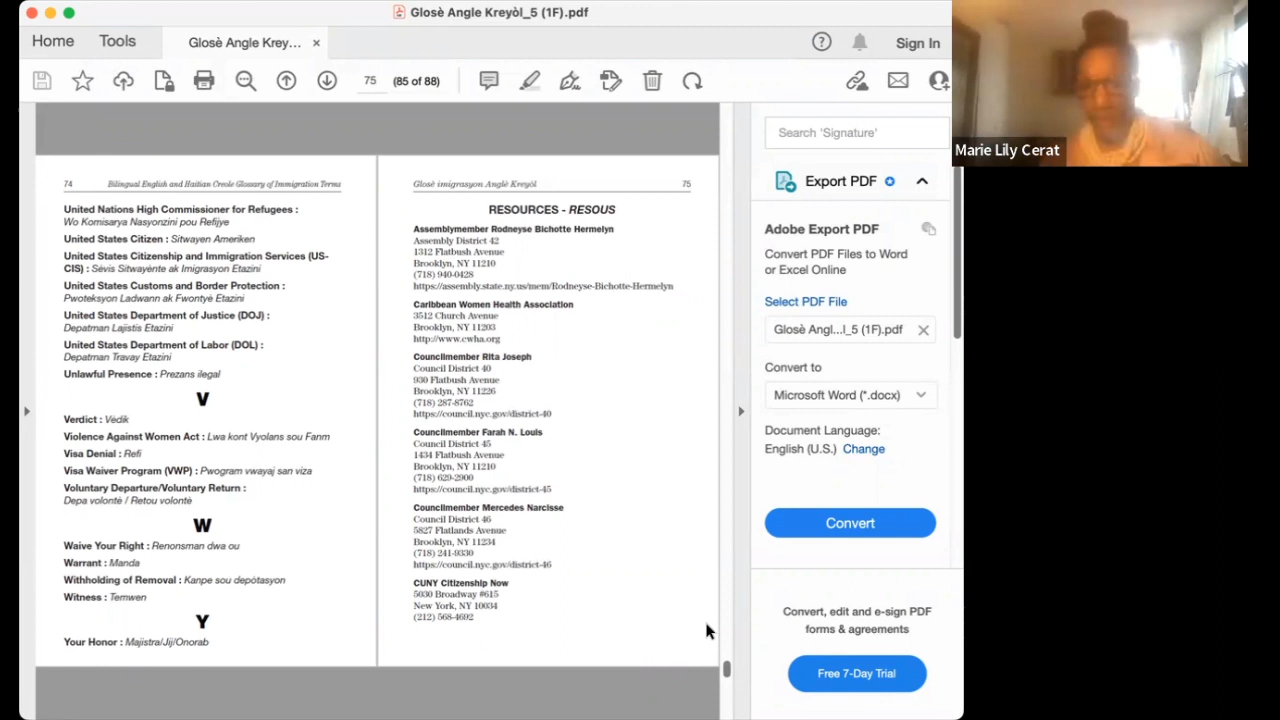 Glosè Angle Kreyòl_5 (1F).pdf
Home
Tools
Glosè Angle Krey...
Sign In
75
(85 of 88)
74
Bilingual English and Haitian Creole Glossary of Immigration Terms
United Nations High Commissioner for Refugees :
Wo Komisarya Nasyonzini pou Refijye
United States Citizen : Sitwayen Ameriken
United States Citizenship and Immigration Services (US-
CIS) : Sèvis Sitwayènte ak Imigrasyon Etazini
United States Customs and Border Protection :
Pwoteksyon Ladwann ak Fwontyè Etazini
United States Department of Justice (DOJ) :
Depatman Lajistis Etazini
United States Department of Labor (DOL) :
Depatman Travay Etazini
Unlawful Presence : Prezans ilegal
V
Verdict : Vèdik
Violence Against Women Act : Lwa kont Vyolans sou Fanm
Visa Denial : Refi
Visa Waiver Program (VWP) : Pwogram vwayaj san viza
Voluntary Departure/Voluntary Return :
Depa volontè / Retou volontè
W
Waive Your Right : Renonsman dwa ou
Warrant : Manda
Withholding of Removal : Kanpe sou depòtasyon
Witness : Temwen
Y
Your Honor : Majistra/Jij/Onorab
Glosè imigrasyon Anglè Kreyòl
75
RESOURCES - RESOUS
Assemblymember Rodneyse Bichotte Hermelyn
Assembly District 42
1312 Flatbush Avenue
Brooklyn, NY 11210
(718) 940-0428
https://assembly.state.ny.us/mem/Rodneyse-Bichotte-Hermelyn
Caribbean Women Health Association
3512 Church Avenue
Brooklyn, NY 11203
http://www.cwha.org
Councilmember Rita Joseph
Council District 40
930 Flatbush Avenue
Brooklyn, NY 11226
(718) 287-8762
https://council.nyc.gov/district-40
Councilmember Farah N. Louis
Council District 45
1434 Flatbush Avenue
Brooklyn, NY 11210
(718) 629-2900
https://council.nyc.gov/district-45
Councilmember Mercedes Narcisse
Council District 46
5827 Flatlands Avenue
Brooklyn, NY 11234
(718) 241-9330
https://council.nyc.gov/district-46
CUNY Citizenship Now
5030 Broadway #615
New York, NY 10034
(212) 568-4692
Search 'Signature'
Export PDF
Adobe Export PDF
Convert PDF Files to Word
or Excel Online
Select PDF File
Glosè Angl...l_5 (1F).pdf
Convert to
Microsoft Word (*.docx)
Document Language:
English (U.S.) Change
Convert
Convert, edit and e-sign PDF
forms & agreements
Free 7-Day Trial
Marie Lily Cerat